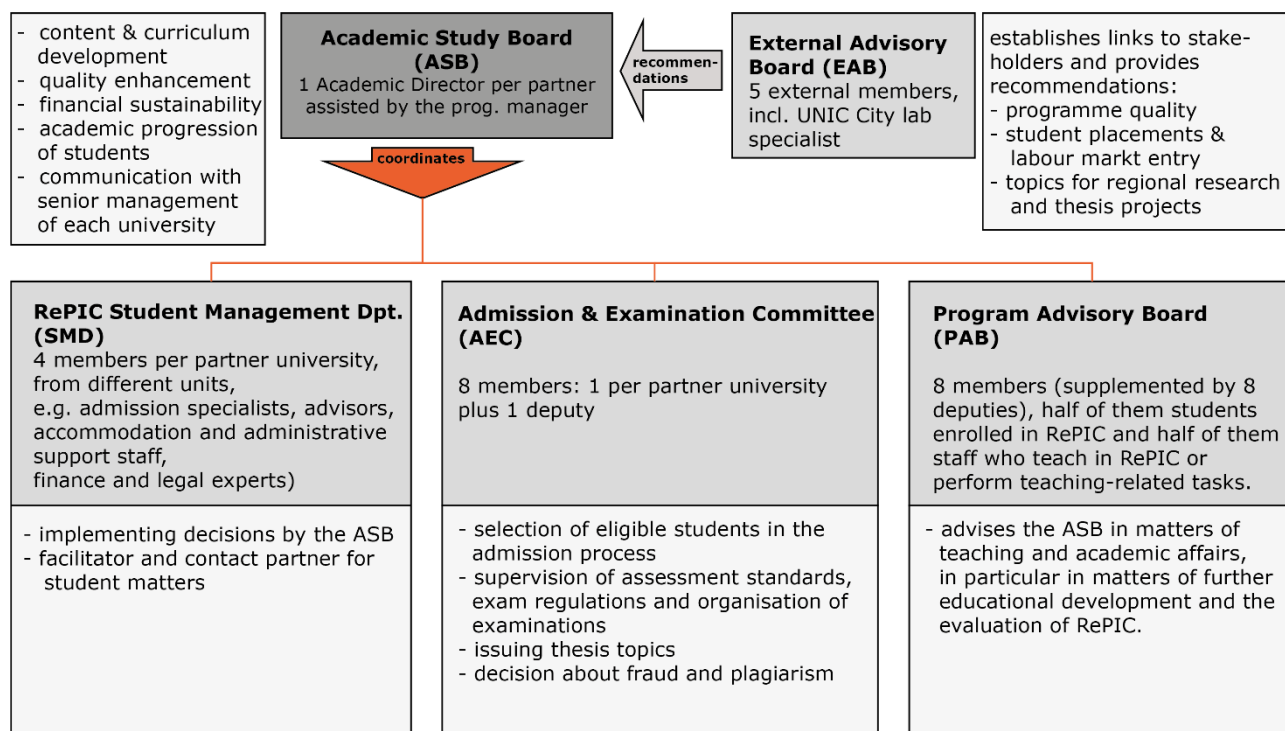 - content & curriculum
development
- quality enhancement
- financial sustainability
- academic progression
of students
- communication with
senior management
of each university
Academic Study Board
(ASB)
1 Academic Director per partner
assisted by the prog. manager
recommen-
dations
External Advisory
Board (EAB)
5 external members,
incl. UNIC City lab
specialist
establishes links to stake-
holders and provides
recommendations:
- programme quality
- student placements &
labour markt entry
- topics for regional research
and thesis projects
coordinates
RePIC Student Management Dpt.
(SMD)
4 members per partner university,
from different units,
e.g. admission specialists, advisors,
accommodation and administrative
support staff,
finance and legal experts)
- implementing decisions by the ASB
- facilitator and contact partner for
student matters
Admission & Examination Committee
(AEC)
8 members: 1 per partner university
plus 1 deputy
- selection of eligible students in the
admission process
- supervision of assessment standards,
exam regulations and organisation of
examinations
- issuing thesis topics
- decision about fraud and plagiarism
Program Advisory Board
(PAB)
8 members (supplemented by 8
deputies), half of them students
enrolled in RePIC and half of them
staff who teach in RePIC or
perform teaching-related tasks.
- advises the ASB in matters of
teaching and academic affairs,
in particular in matters of further
educational development and the
evaluation of RePIC.